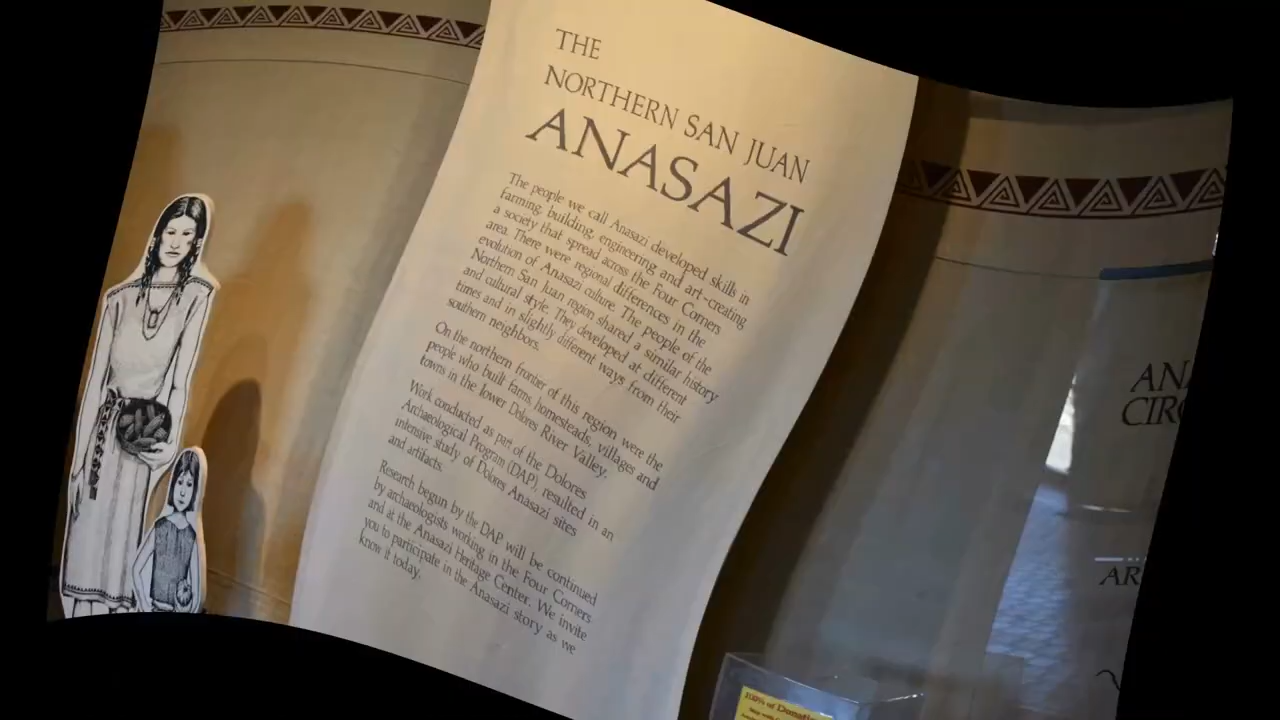 THE
NORTHERN SAN JUAN
ANASAZI
The people we call Anasazi developed skills in
farming, building, engineering and art-creating
a society that spread across the Four Corners
area. There were regional differences in the
evolution of Anasazi culture. The people of the
Northern San Juan region shared a similar history
and cultural style. They developed at different
times and in slightly different ways from their
southern neighbors.
On the northern frontier of this region were the
people who built farms, homesteads, villages and
towns in the lower Dolores River Valley.
Work conducted as part of the Dolores
Archaeological Program (DAP), resulted in an
intensive study of Dolores Anasazi sites
and artifacts.
Research begun by the DAP will be continued
by archaeologists working in the Four Corners
and at the Anasazi Heritage Center. We invite
you to participate in the Anasazi story as we
know it today.
ANA
CIRC
AR
100% of Donations